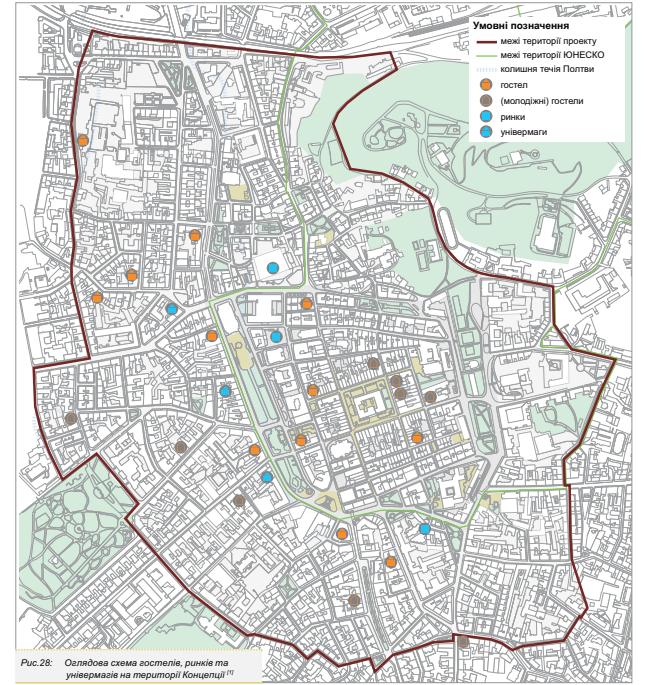 Умовні позначення
межі території проекту
межі території ЮНЕСКО
колишня течія Полтви
гостел
(молодіжні) гостели
ринки
універмаги
Рис.28: Оглядова схема гостелів, ринків та
універмагів на території Концепції [1]